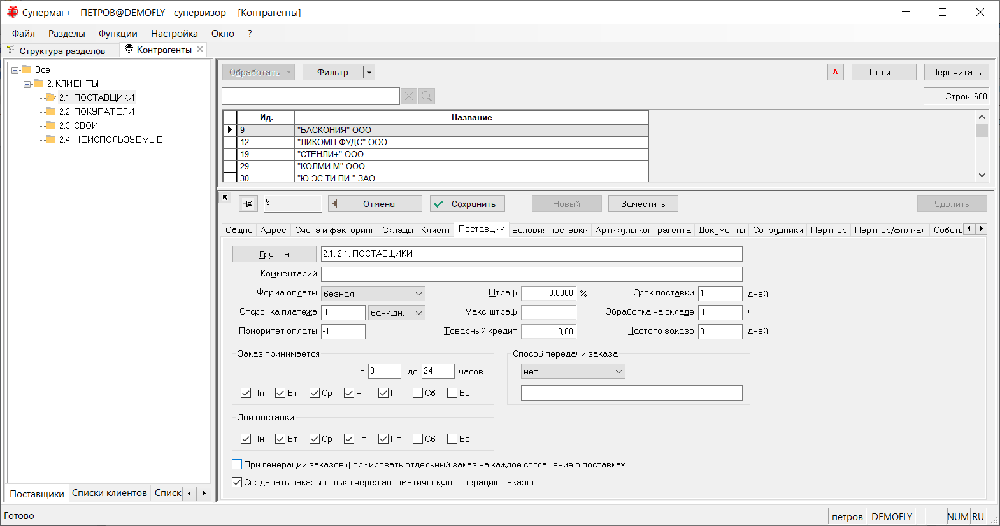 Супермаг+ - ПЕТРОВ@DEMOFLY - супервизор - [Контрагенты]
Файл Разделы Функции Настройка Окно ?
Структура разделов Контрагенты
Все
2. КЛИЕНТЫ
2.1. ПОСТАВЩИКИ
2.2. ПОКУПАТЕЛИ
2.3. СВОИ
2.4. НЕИСПОЛЬЗУЕМЫЕ
Поставщики Списки клиентов Списк
Обработать Фильтр А Поля ... Перечитать
Строк: 600
Ид. Название
9 "БАСКОНИЯ" ООО
12 "ЛИКОМП ФУДС" ООО
19 "СТЕНЛИ+" ООО
29 "КОЛМИ-М" ООО
30 "Ю.ЭС.ТИ.ПИ." ЗАО
9 Отмена Сохранить Новый Заместить Удалить
Общие Адрес Счета и факторинг Склады Клиент Поставщик Условия поставки Артикулы контрагента Документы Сотрудники Партнер Партнер/филиал Собств
Группа 2.1. 2.1. ПОСТАВЩИКИ
Комментарий
Форма оплаты безнал Штраф 0,0000 % Срок поставки 1 дней
Отсрочка платежа 0 банк.дн. Макс. штраф Обработка на складе 0 ч
Приоритет оплаты -1 Товарный кредит 0,00 Частота заказа 0 дней
Заказ принимается Способ передачи заказа
с 0 до 24 часов нет
Пн Вт Ср Чт Пт Сб Вс
Дни поставки
Пн Вт Ср Чт Пт Сб Вс
При генерации заказов формировать отдельный заказ на каждое соглашение о поставках
Создавать заказы только через автоматическую генерацию заказов
Готово петров DEMOFLY NUM RU